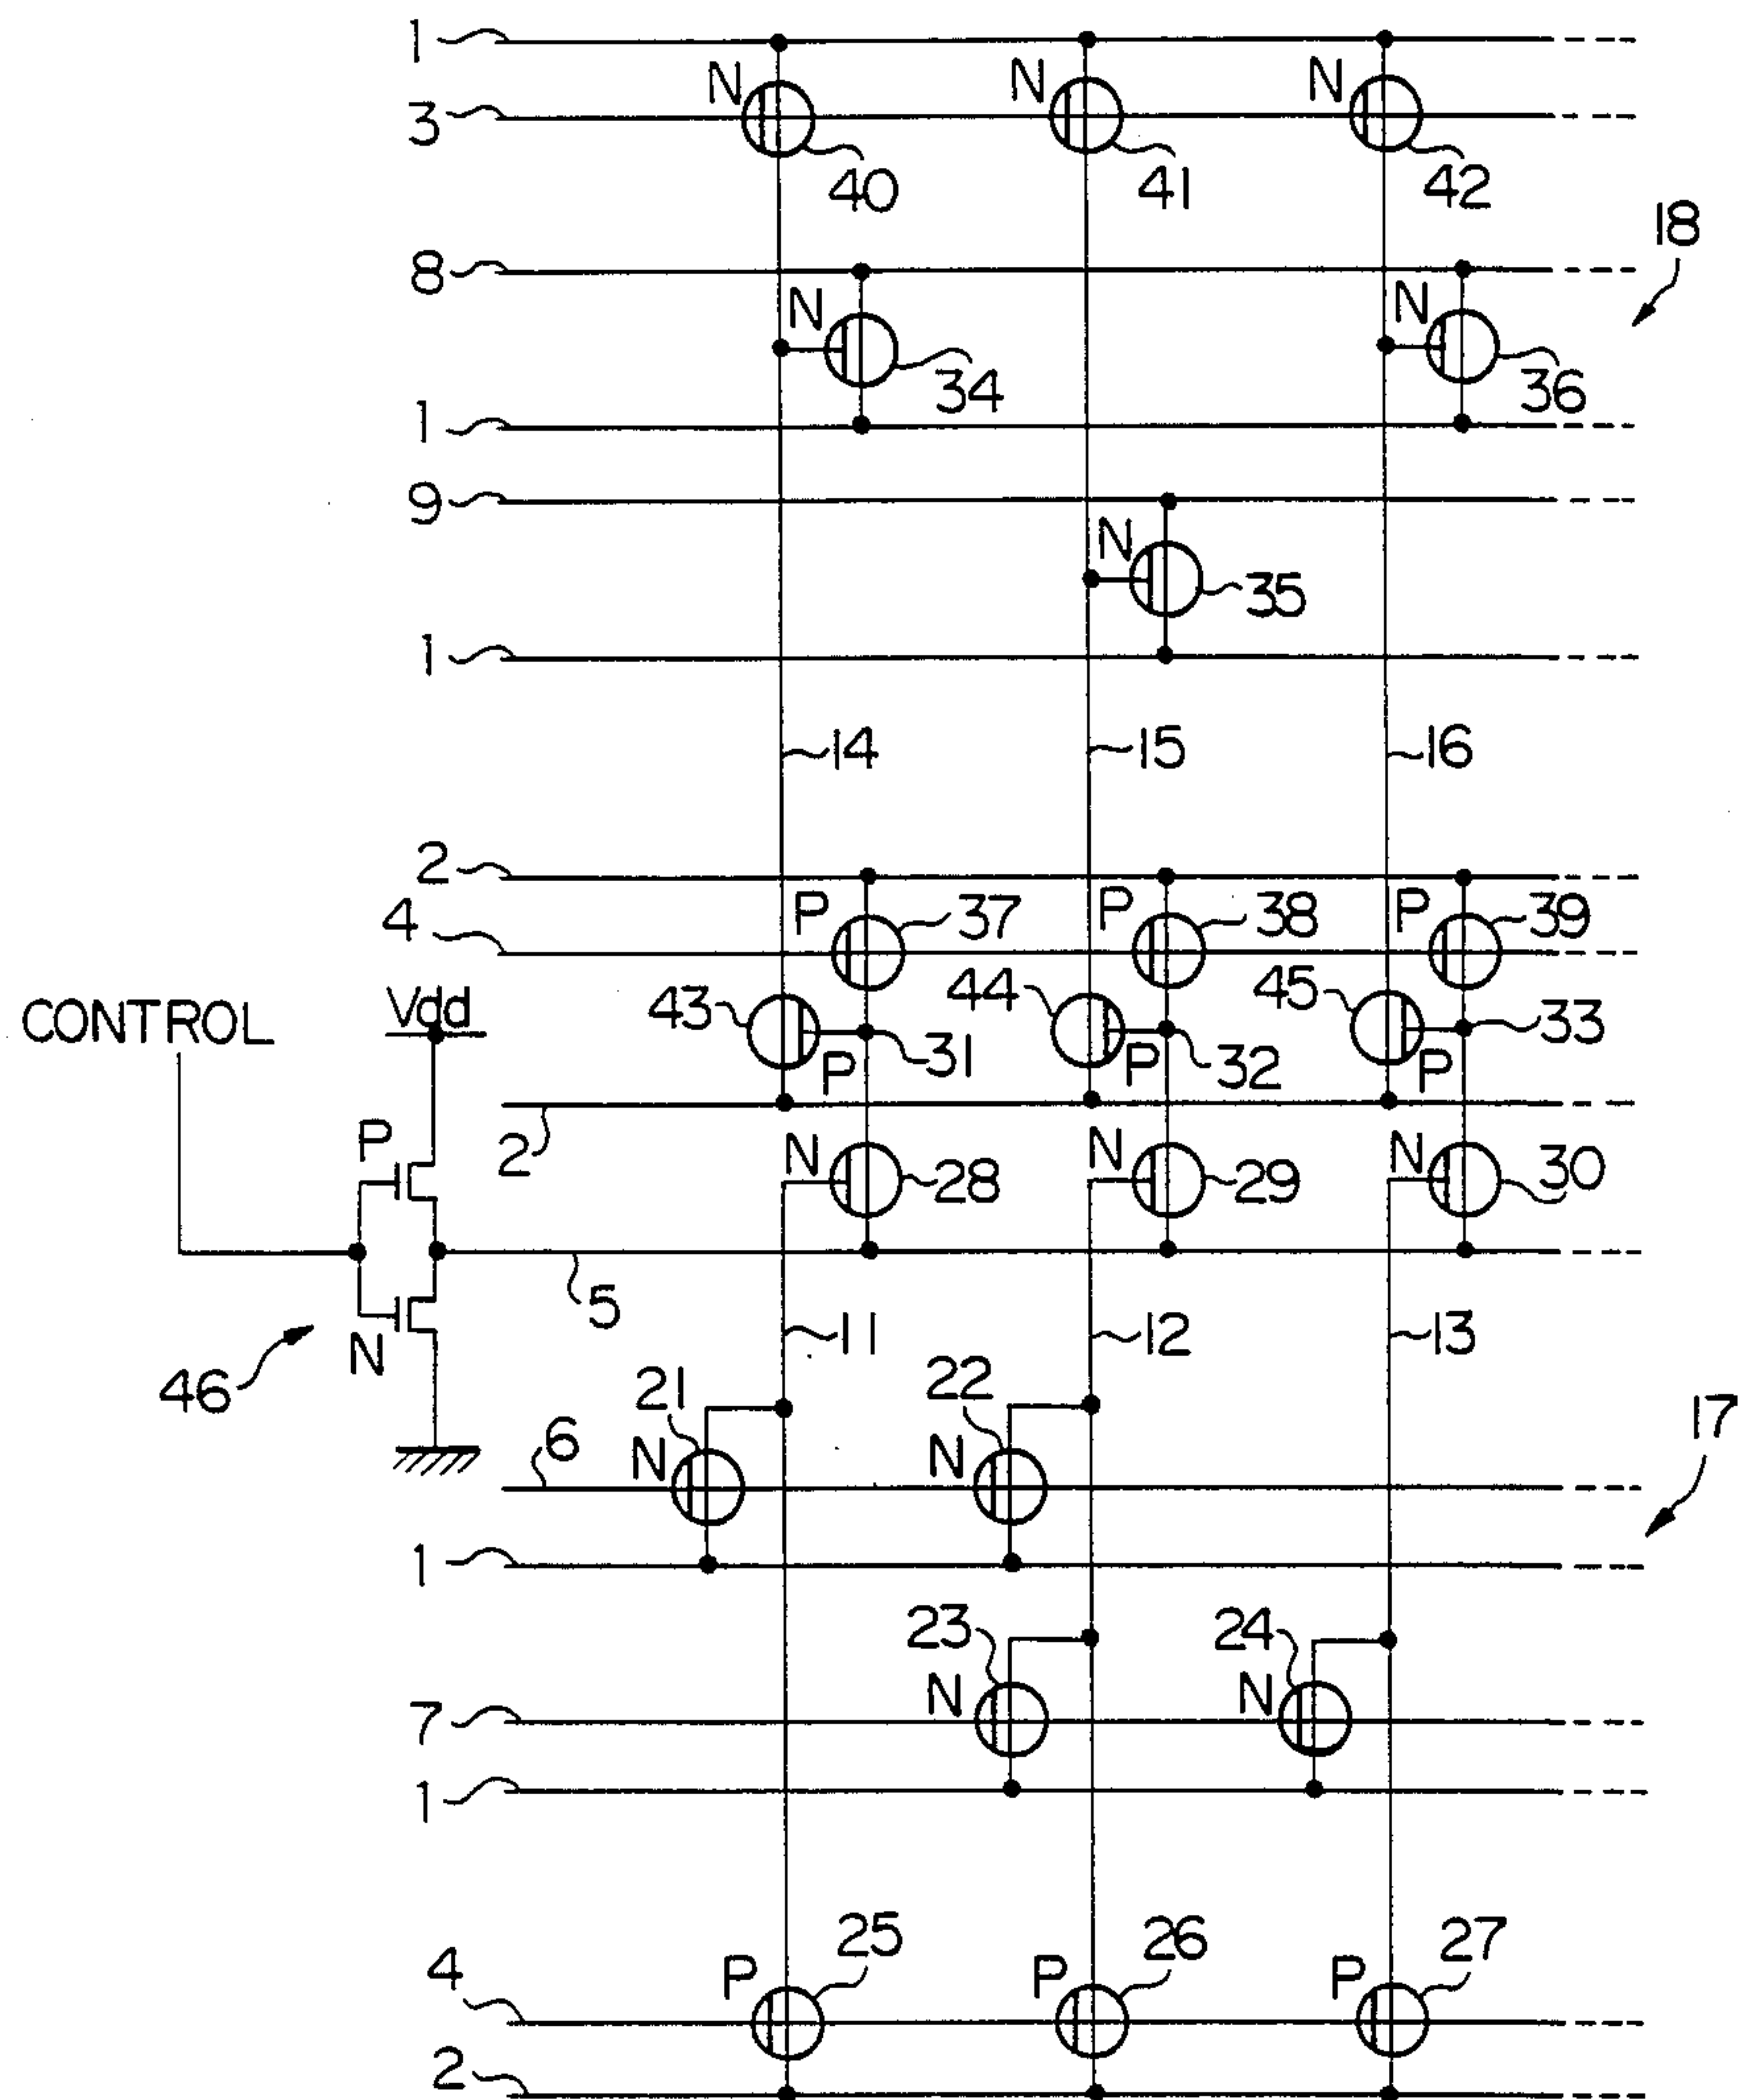 1
N N N
3
40 41 42
18
8
N N
34 36
1
9
N
35
1
14 15 16
2
4
P 37 P 38 P 39
CONTROL
Vdd
43 44 45
31 32 33
P P P
P
2
N 28 N 29 N 30
5
N
46
11 12 13
21 22
17
6
N N
1
23 24
N N
7
1
25 26 27
4
P P P
2